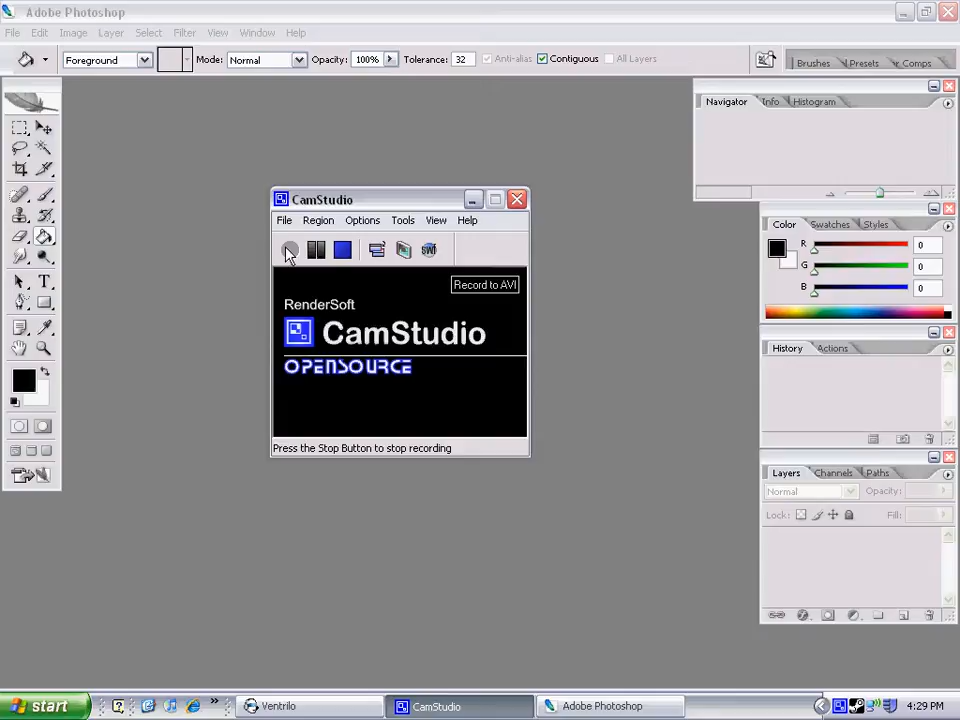 Adobe Photoshop
File Edit Image Layer Select Filter View Window Help
Foreground Mode: Normal Opacity: 100% Tolerance: 32 Anti-alias Contiguous All Layers
Brushes Presets Comps
Navigator Info Histogram
CamStudio
File Region Options Tools View Help
SWF
Record to AVI
RenderSoft
CamStudio
OPENSOURCE
Press the Stop Button to stop recording
Color Swatches Styles
R 0
G 0
B 0
History Actions
Layers Channels Paths
Normal Opacity:
Lock: Fill:
start
Ventrilo
CamStudio
Adobe Photoshop
4:29 PM